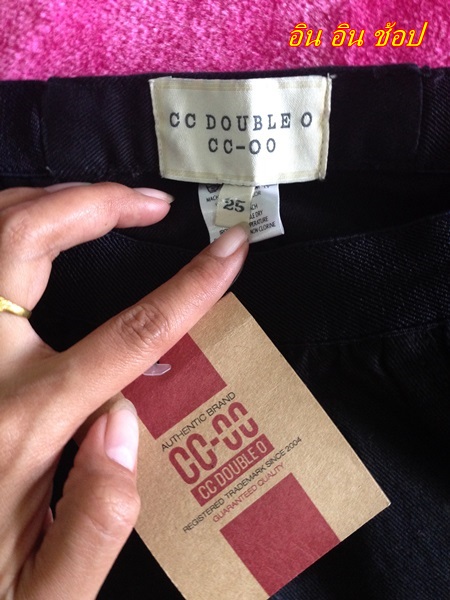 อิน อิน ช้อป
CC DOUBLE O
CC-OO
25
AUTHENTIC BRAND
CC-OO
CC DOUBLE O
REGISTERED TRADEMARK SINCE 2004
GUARANTEED QUALITY